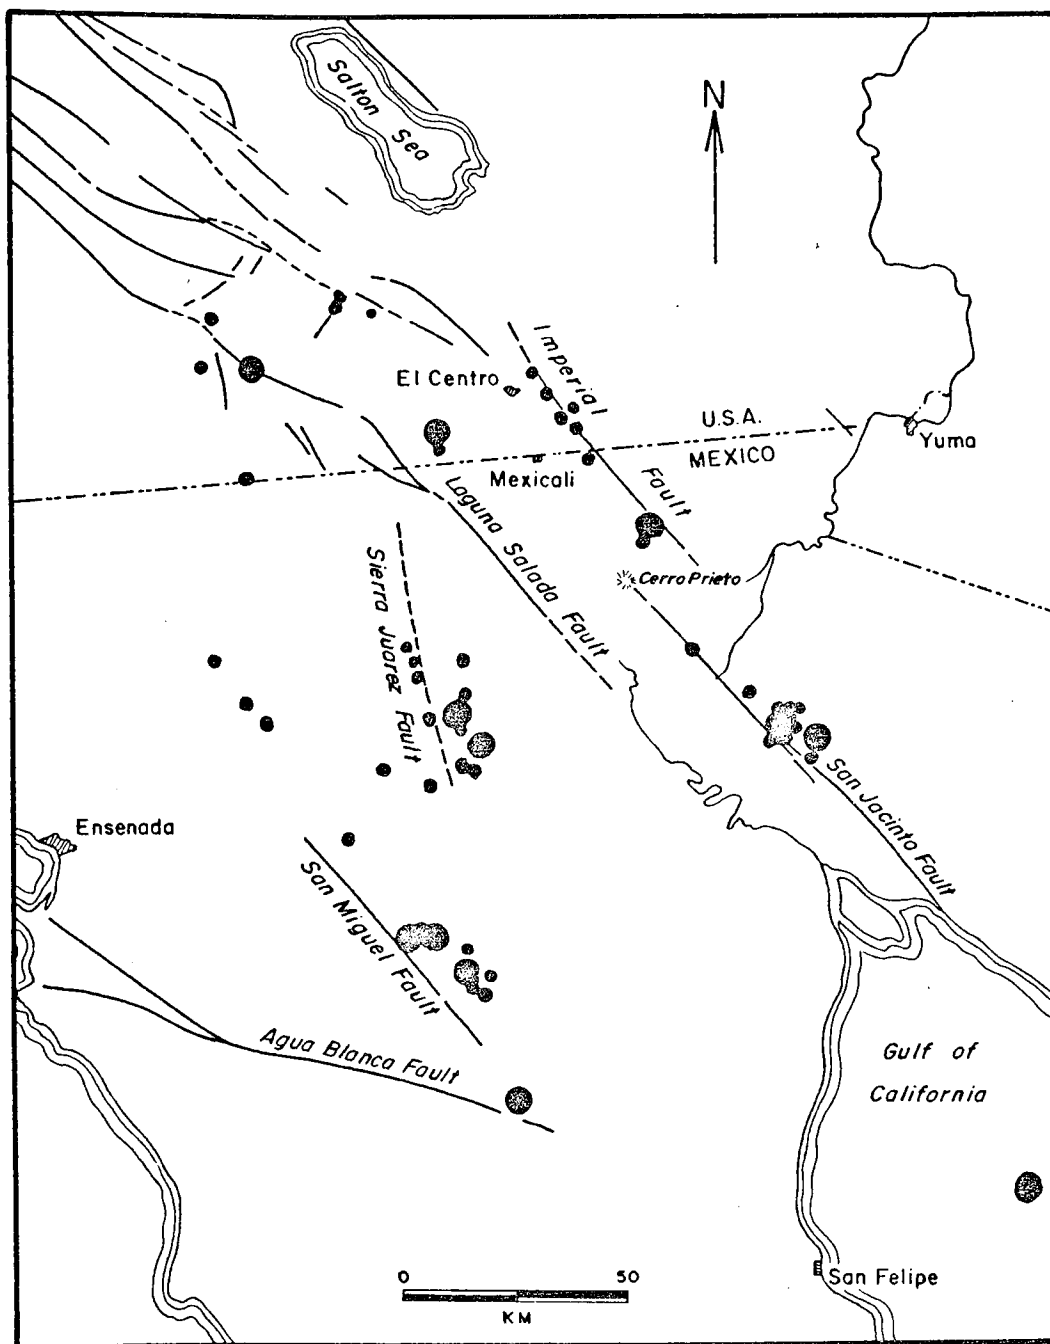 Salton Sea
N
Imperial Fault
El Centro
U.S.A.
MEXICO
Yuma
Mexicali
Laguna Salada Fault
Sierra Juarez Fault
Cerro Prieto
San Jacinto Fault
Ensenada
San Miguel Fault
Agua Blanca Fault
Gulf of
California
San Felipe
0 50
KM